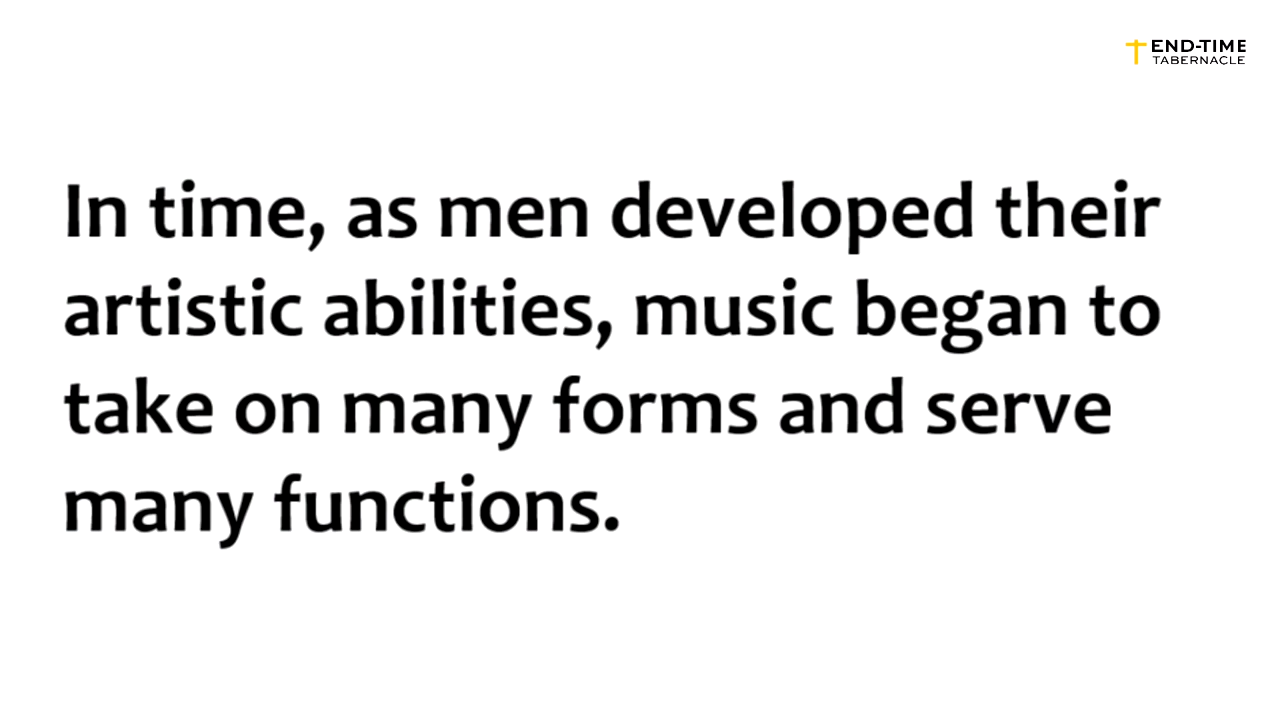 END-TIME
TABERNACLE
In time, as men developed their
artistic abilities, music began to
take on many forms and serve
many functions.